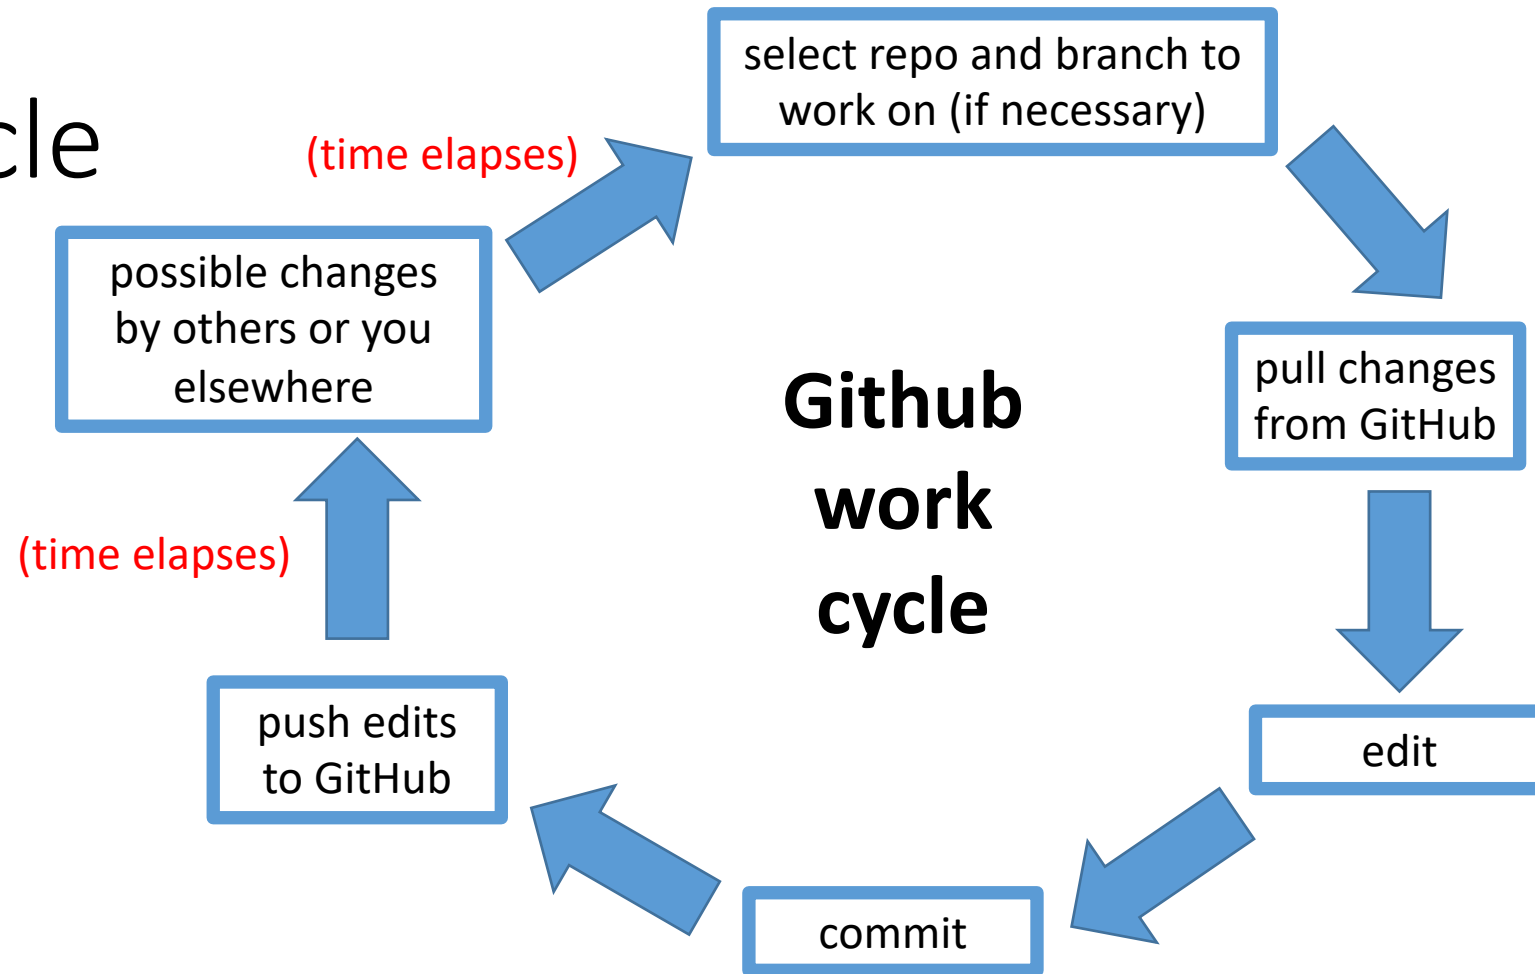 cle
select repo and branch to
work on (if necessary)
(time elapses)
possible changes
by others or you
elsewhere
pull changes
from GitHub
Github
work
cycle
(time elapses)
push edits
to GitHub
edit
commit